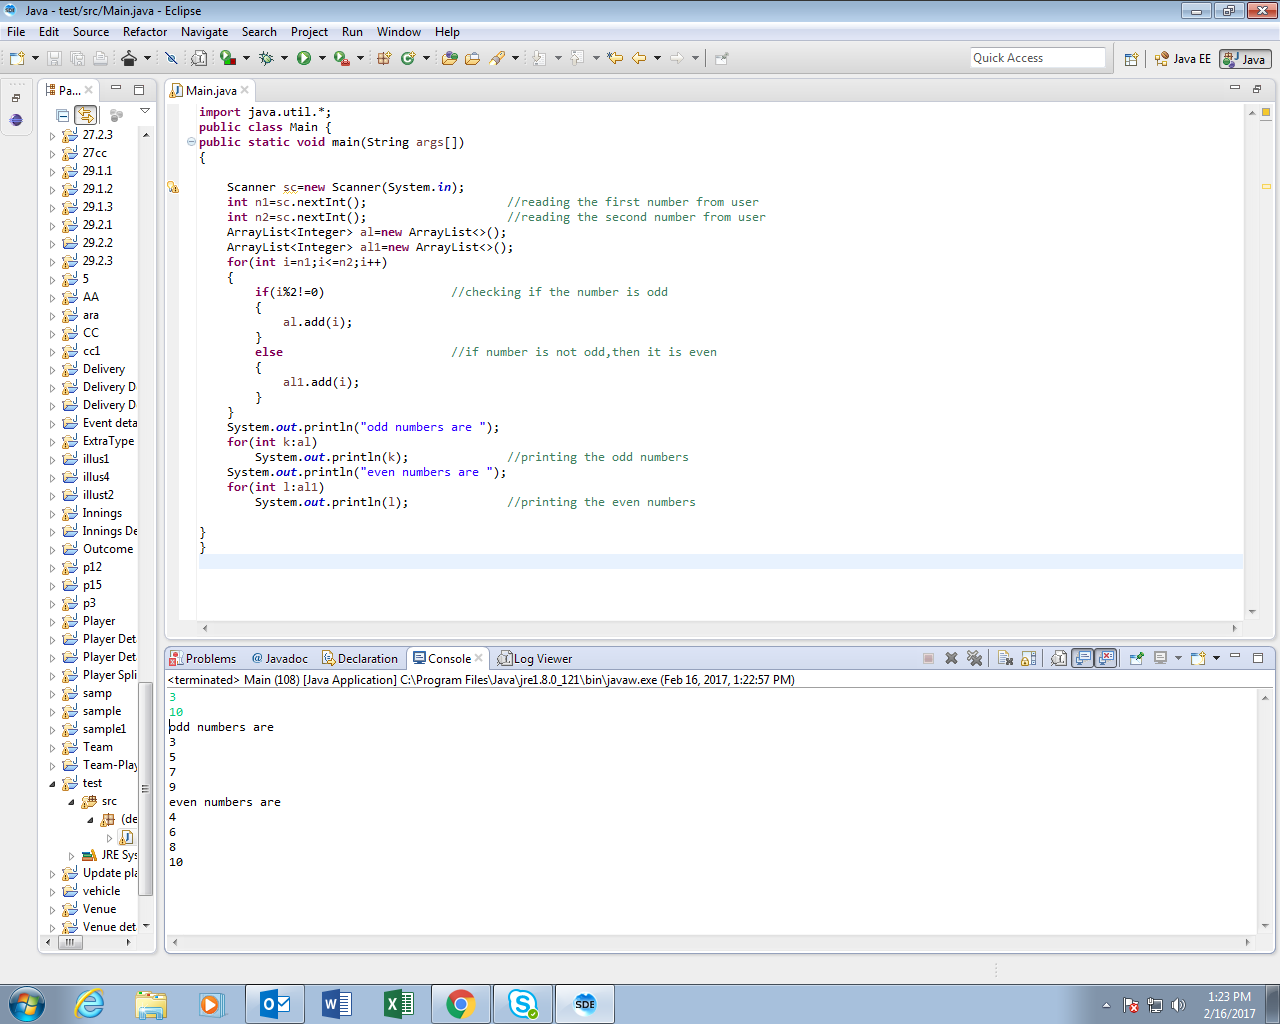 Java - test/src/Main.java - Eclipse
File Edit Source Refactor Navigate Search Project Run Window Help
Quick Access
Java EE
Java
Pa...
27.2.3
27cc
29.1.1
29.1.2
29.1.3
29.2.1
29.2.2
29.2.3
5
AA
ara
CC
cc1
Delivery
Delivery D
Delivery D
Event deta
ExtraType
illus1
illus4
illust2
Innings
Innings De
Outcome
p12
p15
p3
Player
Player Det
Player Det
Player Spli
samp
sample
sample1
Team
Team-Play
test
src
(de
JRE Sys
Update pla
vehicle
Venue
Venue det
Main.java
import java.util.*;
public class Main {
public static void main(String args[])
{
Scanner sc=new Scanner(System.in);
int n1=sc.nextInt(); //reading the first number from user
int n2=sc.nextInt(); //reading the second number from user
ArrayList<Integer> al=new ArrayList<>();
ArrayList<Integer> al1=new ArrayList<>();
for(int i=n1;i<=n2;i++)
{
if(i%2!=0) //checking if the number is odd
{
al.add(i);
}
else //if number is not odd,then it is even
{
al1.add(i);
}
}
System.out.println("odd numbers are ");
for(int k:al)
System.out.println(k); //printing the odd numbers
System.out.println("even numbers are ");
for(int l:al1)
System.out.println(l); //printing the even numbers
}
}
Problems @ Javadoc Declaration Console Log Viewer
<terminated> Main (108) [Java Application] C:\Program Files\Java\jre1.8.0_121\bin\javaw.exe (Feb 16, 2017, 1:22:57 PM)
3
10
odd numbers are
3
5
7
9
even numbers are
4
6
8
10
SDE
1:23 PM
2/16/2017